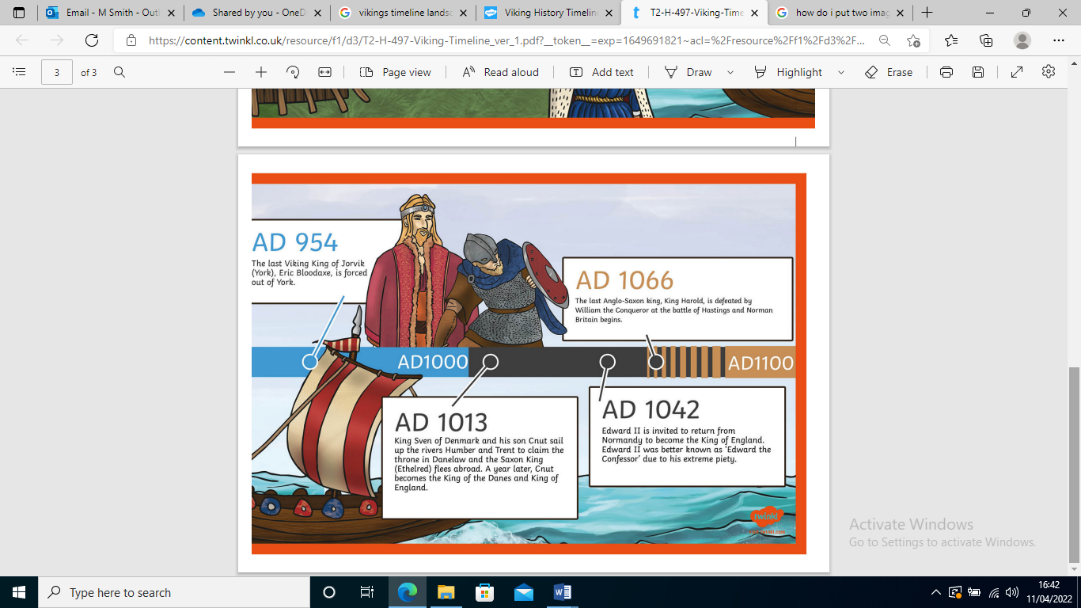 Email - M Smith - Outl
Shared by you - OneD
vikings timeline landsc
Viking History Timelin
T2-H-497-Viking-Time
how do i put two imag
https://content.twinkl.co.uk/resource/f1/d3/T2-H-497-Viking-Timeline_ver_1.pdf?__token__=exp=1649691821~acl=%2Fresource%2Ff1%2Fd3%2F...
3 of 3
Page view
Read aloud
Add text
Draw
Highlight
Erase
AD 954
The last Viking King of Jorvik
(York), Eric Bloodaxe, is forced
out of York.
AD 1066
The last Anglo-Saxon king, King Harold, is defeated by
William the Conqueror at the battle of Hastings and Norman
Britain begins.
AD1000
AD1100
AD 1013
King Sven of Denmark and his son Cnut sail
up the rivers Humber and Trent to claim the
throne in Danelaw and the Saxon King
(Ethelred) flees abroad. A year later, Cnut
becomes the King of the Danes and King of
England.
AD 1042
Edward II is invited to return from
Normandy to become the King of England.
Edward II was better known as 'Edward the
Confessor' due to his extreme piety.
twinkl
Activate Windows
Go to Settings to activate Windows.
Type here to search
16:42
11/04/2022